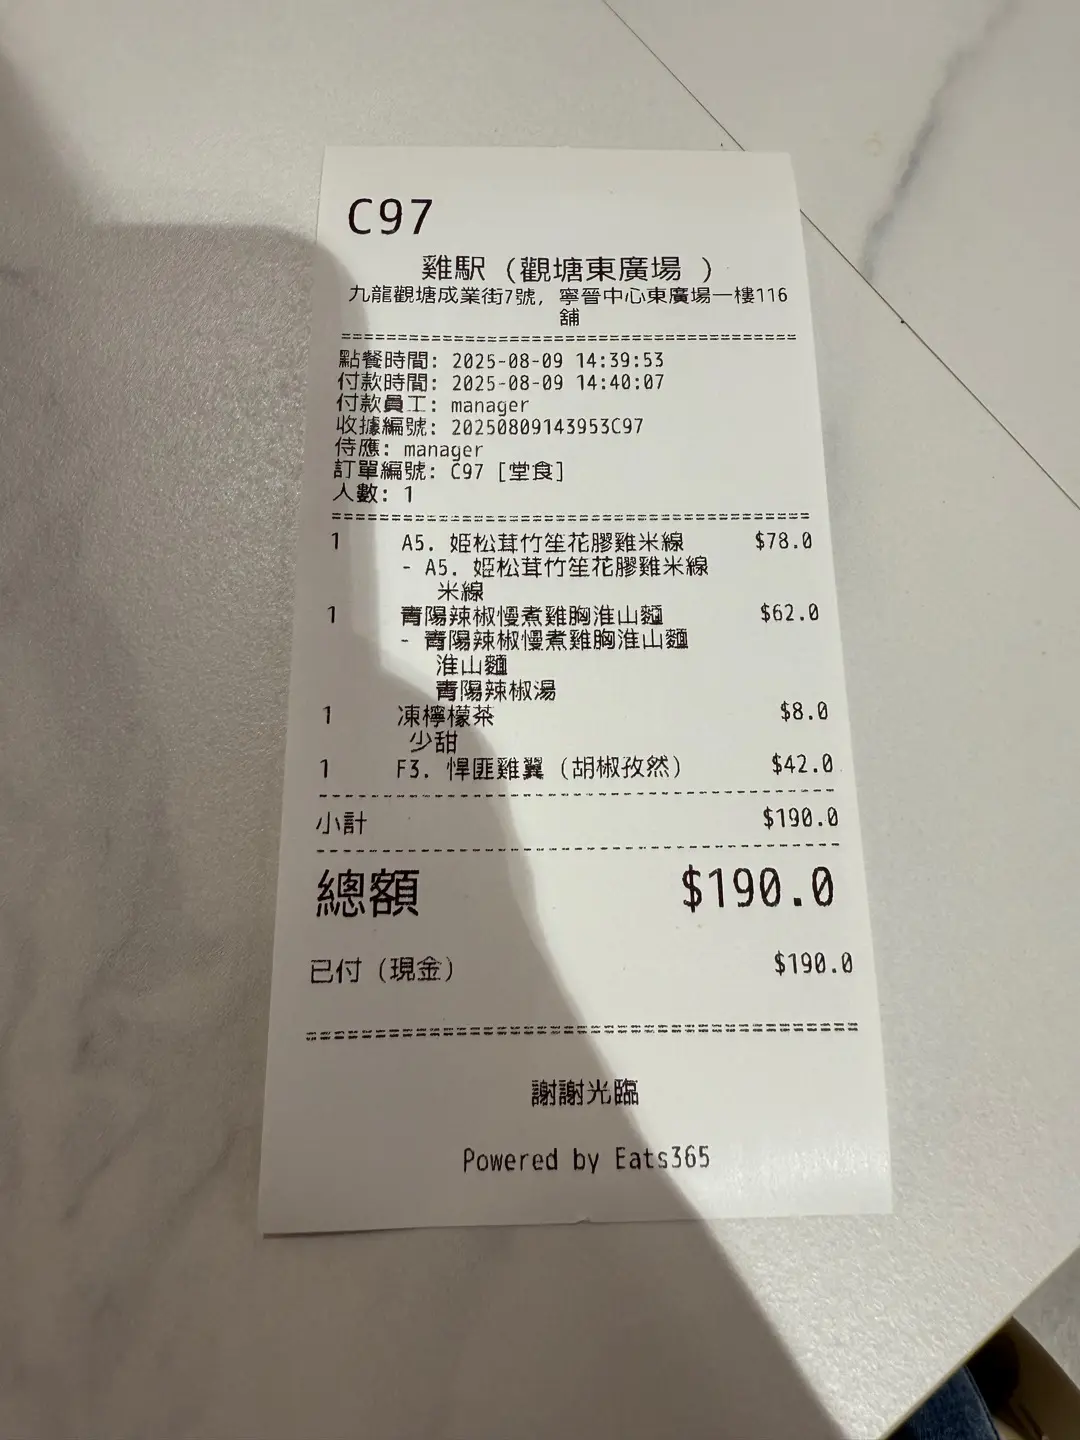 C97
雞駅 (觀塘東廣場 )
九龍觀塘成業街7號, 寧晉中心東廣場一樓116
舖
點餐時間: 2025-08-09 14:39:53
付款時間: 2025-08-09 14:40:07
付款員工: manager
收據編號: 20250809143953C97
侍應: manager
訂單編號: C97 [堂食]
人數: 1
1 A5. 姬松茸竹笙花膠雞米線 $78.0
- A5. 姬松茸竹笙花膠雞米線
米線
1 青陽辣椒慢煮雞胸淮山麵 $62.0
- 青陽辣椒慢煮雞胸淮山麵
淮山麵
青陽辣椒湯
1 凍檸檬茶 $8.0
少甜
1 F3. 悍匪雞翼 (胡椒孜然) $42.0
小計 $190.0
總額 $190.0
已付 (現金) $190.0
謝謝光臨
Powered by Eats365